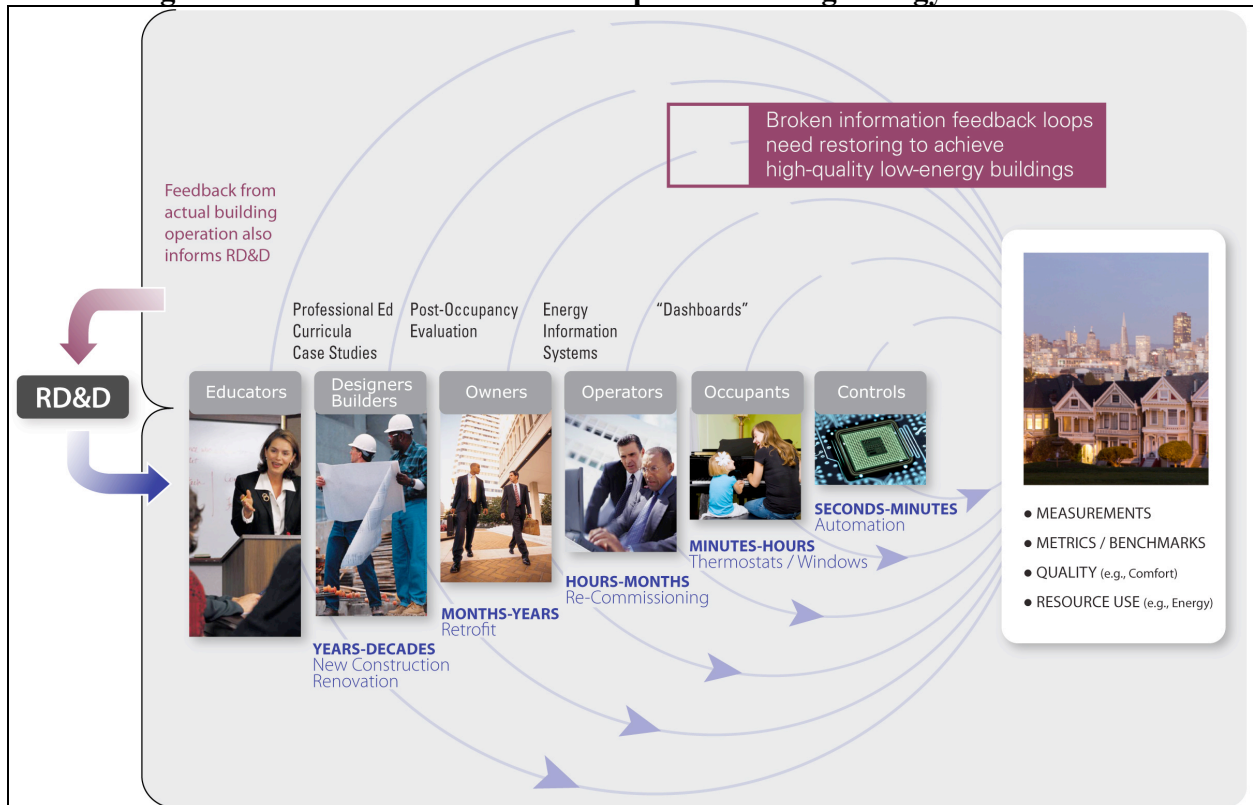 Broken information feedback loops
need restoring to achieve
high-quality low-energy buildings
Feedback from
actual building
operation also
informs RD&D
RD&D
Professional Ed
Curricula
Case Studies
Post-Occupancy
Evaluation
Energy
Information
Systems
“Dashboards”
Educators
Designers
Builders
Owners
Operators
Occupants
Controls
SECONDS-MINUTES
Automation
MINUTES-HOURS
Thermostats / Windows
HOURS-MONTHS
Re-Commissioning
MONTHS-YEARS
Retrofit
YEARS-DECADES
New Construction
Renovation
● MEASUREMENTS
● METRICS / BENCHMARKS
● QUALITY (e.g., Comfort)
● RESOURCE USE (e.g., Energy)